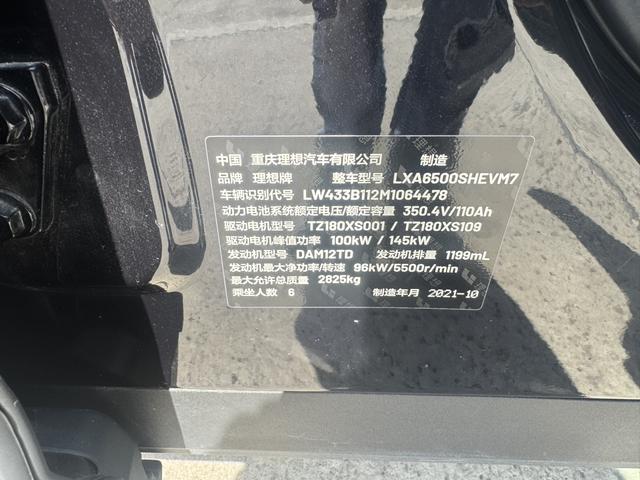 中国 重庆理想汽车有限公司 制造
品牌 理想牌 整车型号 LXA6500SHEVM7
车辆识别代号 LW433B112M1064478
动力电池系统额定电压/额定容量 350.4V/110Ah
驱动电机型号 TZ180XS001 / TZ180XS109
驱动电机峰值功率 100kW / 145kW
发动机型号 DAM12TD 发动机排量 1199mL
发动机最大净功率/转速 96kW/5500r/min
最大允许总质量 2825kg
乘坐人数 6 制造年月 2021-10